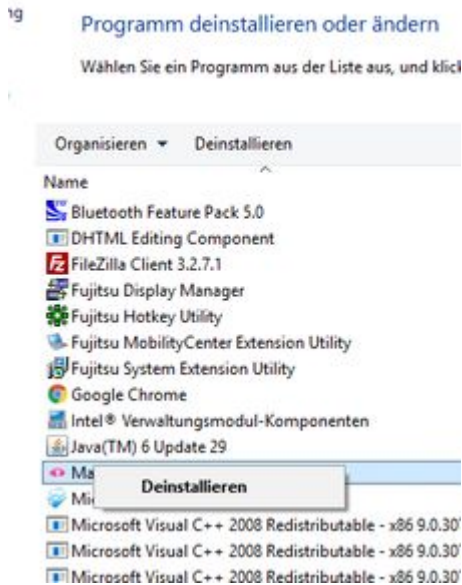 ng
Programm deinstallieren oder ändern
Wählen Sie ein Programm aus der Liste aus, und klick
Organisieren Deinstallieren
Name
Bluetooth Feature Pack 5.0
DHTML Editing Component
FileZilla Client 3.2.7.1
Fujitsu Display Manager
Fujitsu Hotkey Utility
Fujitsu MobilityCenter Extension Utility
Fujitsu System Extension Utility
Google Chrome
Intel® Verwaltungsmodul-Komponenten
Java(TM) 6 Update 29
Ma
Deinstallieren
Mi
Microsoft Visual C++ 2008 Redistributable - x86 9.0.307
Microsoft Visual C++ 2008 Redistributable - x86 9.0.307
Microsoft Visual C++ 2008 Redistributable - x86 9.0.307